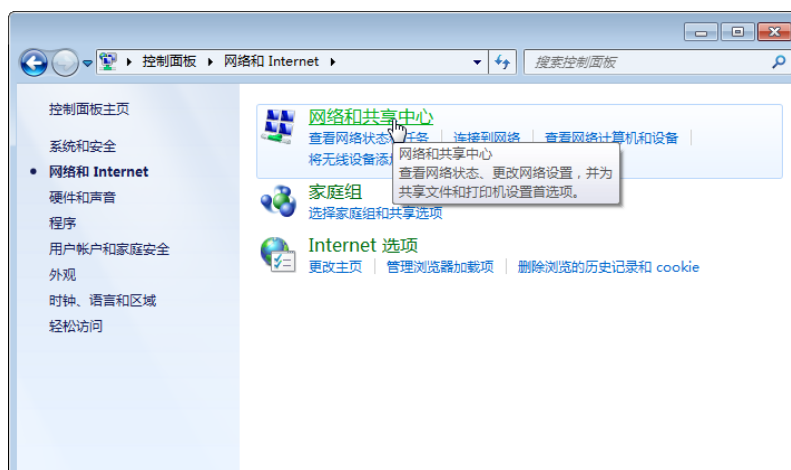 控制面板 ▸ 网络和 Internet ▸
搜索控制面板
控制面板主页
系统和安全
网络和 Internet
硬件和声音
程序
用户帐户和家庭安全
外观
时钟、语言和区域
轻松访问
网络和共享中心
查看网络状态 任务 连接到网络 查看网络计算机和设备
将无线设备添
网络和共享中心
查看网络状态、更改网络设置，并为
共享文件和打印机设置首选项。
家庭组
选择家庭组和共享选项
Internet 选项
更改主页 管理浏览器加载项 删除浏览的历史记录和 cookie